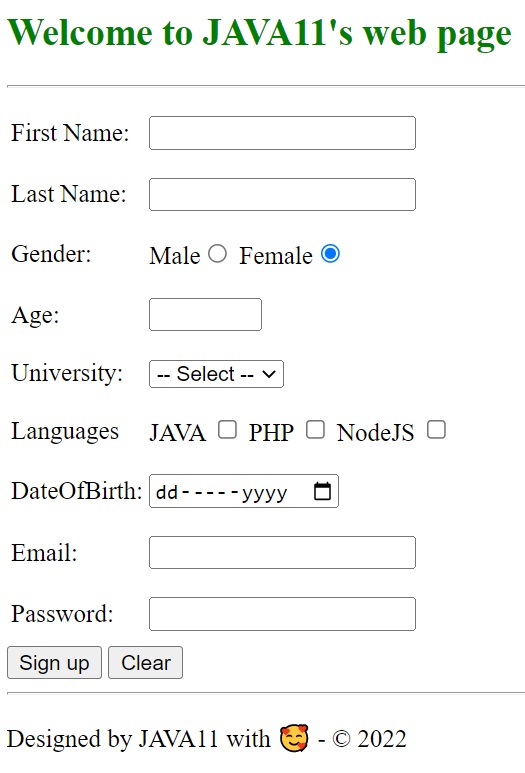 Welcome to JAVA11's web page
First Name:
Last Name:
Gender: Male Female
Age:
University: -- Select --
Languages JAVA PHP NodeJS
DateOfBirth: dd-----yyyy
Email:
Password:
Sign up Clear
Designed by JAVA11 with 🥰 - © 2022